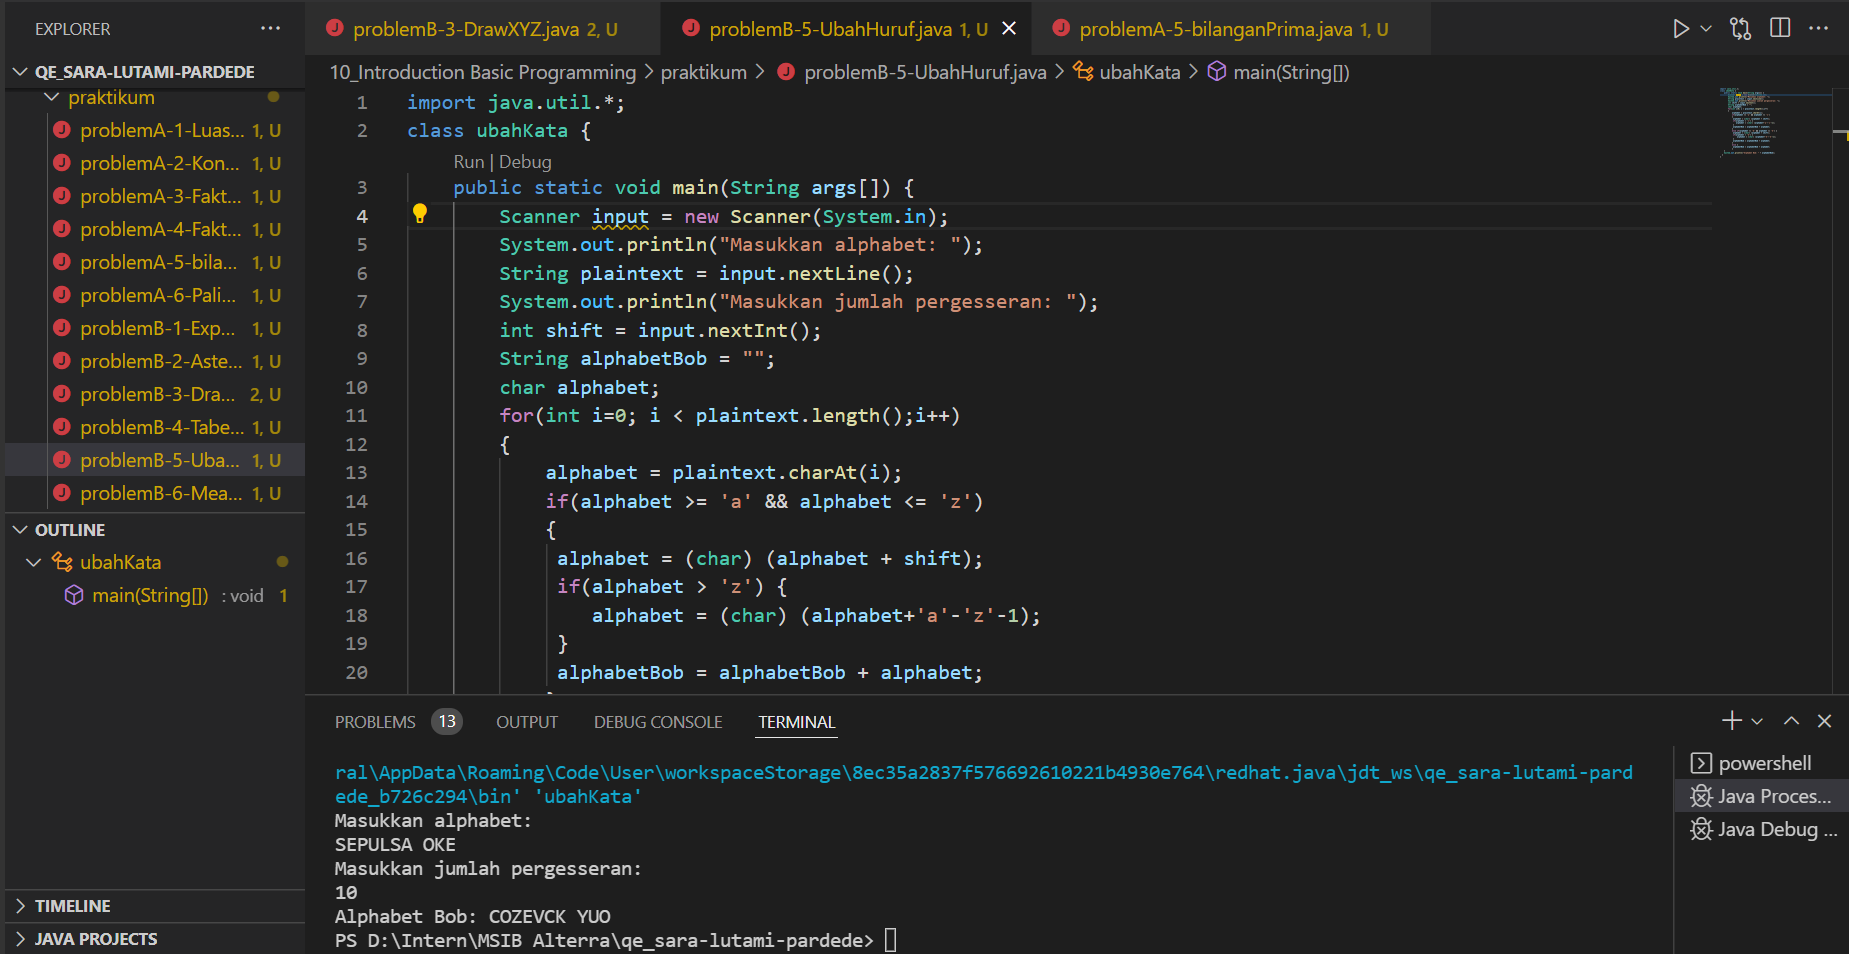 EXPLORER
QE_SARA-LUTAMI-PARDEDE
praktikum
problemA-1-Luas... 1, U
problemA-2-Kon... 1, U
problemA-3-Fakt... 1, U
problemA-4-Fakt... 1, U
problemA-5-bila... 1, U
problemA-6-Pali... 1, U
problemB-1-Exp... 1, U
problemB-2-Aste... 1, U
problemB-3-Dra... 2, U
problemB-4-Tabe... 1, U
problemB-5-Uba... 1, U
problemB-6-Mea... 1, U
OUTLINE
ubahKata
main(String[]) : void 1
TIMELINE
JAVA PROJECTS
problemB-3-DrawXYZ.java 2, U
problemB-5-UbahHuruf.java 1, U
problemA-5-bilanganPrima.java 1, U
10_Introduction Basic Programming > praktikum > problemB-5-UbahHuruf.java > ubahKata > main(String[])
1 import java.util.*;
2 class ubahKata {
Run | Debug
3 public static void main(String args[]) {
4 Scanner input = new Scanner(System.in);
5 System.out.println("Masukkan alphabet: ");
6 String plaintext = input.nextLine();
7 System.out.println("Masukkan jumlah pergesseran: ");
8 int shift = input.nextInt();
9 String alphabetBob = "";
10 char alphabet;
11 for(int i=0; i < plaintext.length();i++)
12 {
13 alphabet = plaintext.charAt(i);
14 if(alphabet >= 'a' && alphabet <= 'z')
15 {
16 alphabet = (char) (alphabet + shift);
17 if(alphabet > 'z') {
18 alphabet = (char) (alphabet+'a'-'z'-1);
19 }
20 alphabetBob = alphabetBob + alphabet;
PROBLEMS 13 OUTPUT DEBUG CONSOLE TERMINAL
ral\AppData\Roaming\Code\User\workspaceStorage\8ec35a2837f576692610221b4930e764\redhat.java\jdt_ws\qe_sara-lutami-pard
ede_b726c294\bin' 'ubahKata'
Masukkan alphabet:
SEPULSA OKE
Masukkan jumlah pergesseran:
10
Alphabet Bob: COZEVCK YUO
PS D:\Intern\MSIB Alterra\qe_sara-lutami-pardede>
powershell
Java Proces...
Java Debug ...